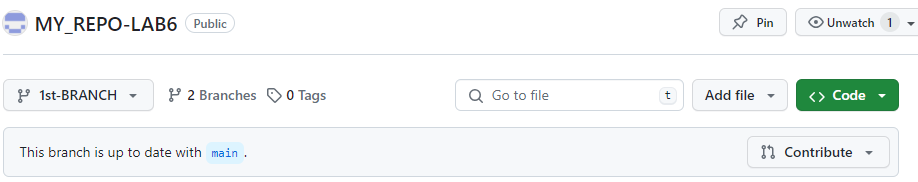 MY_REPO-LAB6 Public Pin Unwatch 1
1st-BRANCH 2 Branches 0 Tags Go to file t Add file <> Code
This branch is up to date with main. Contribute